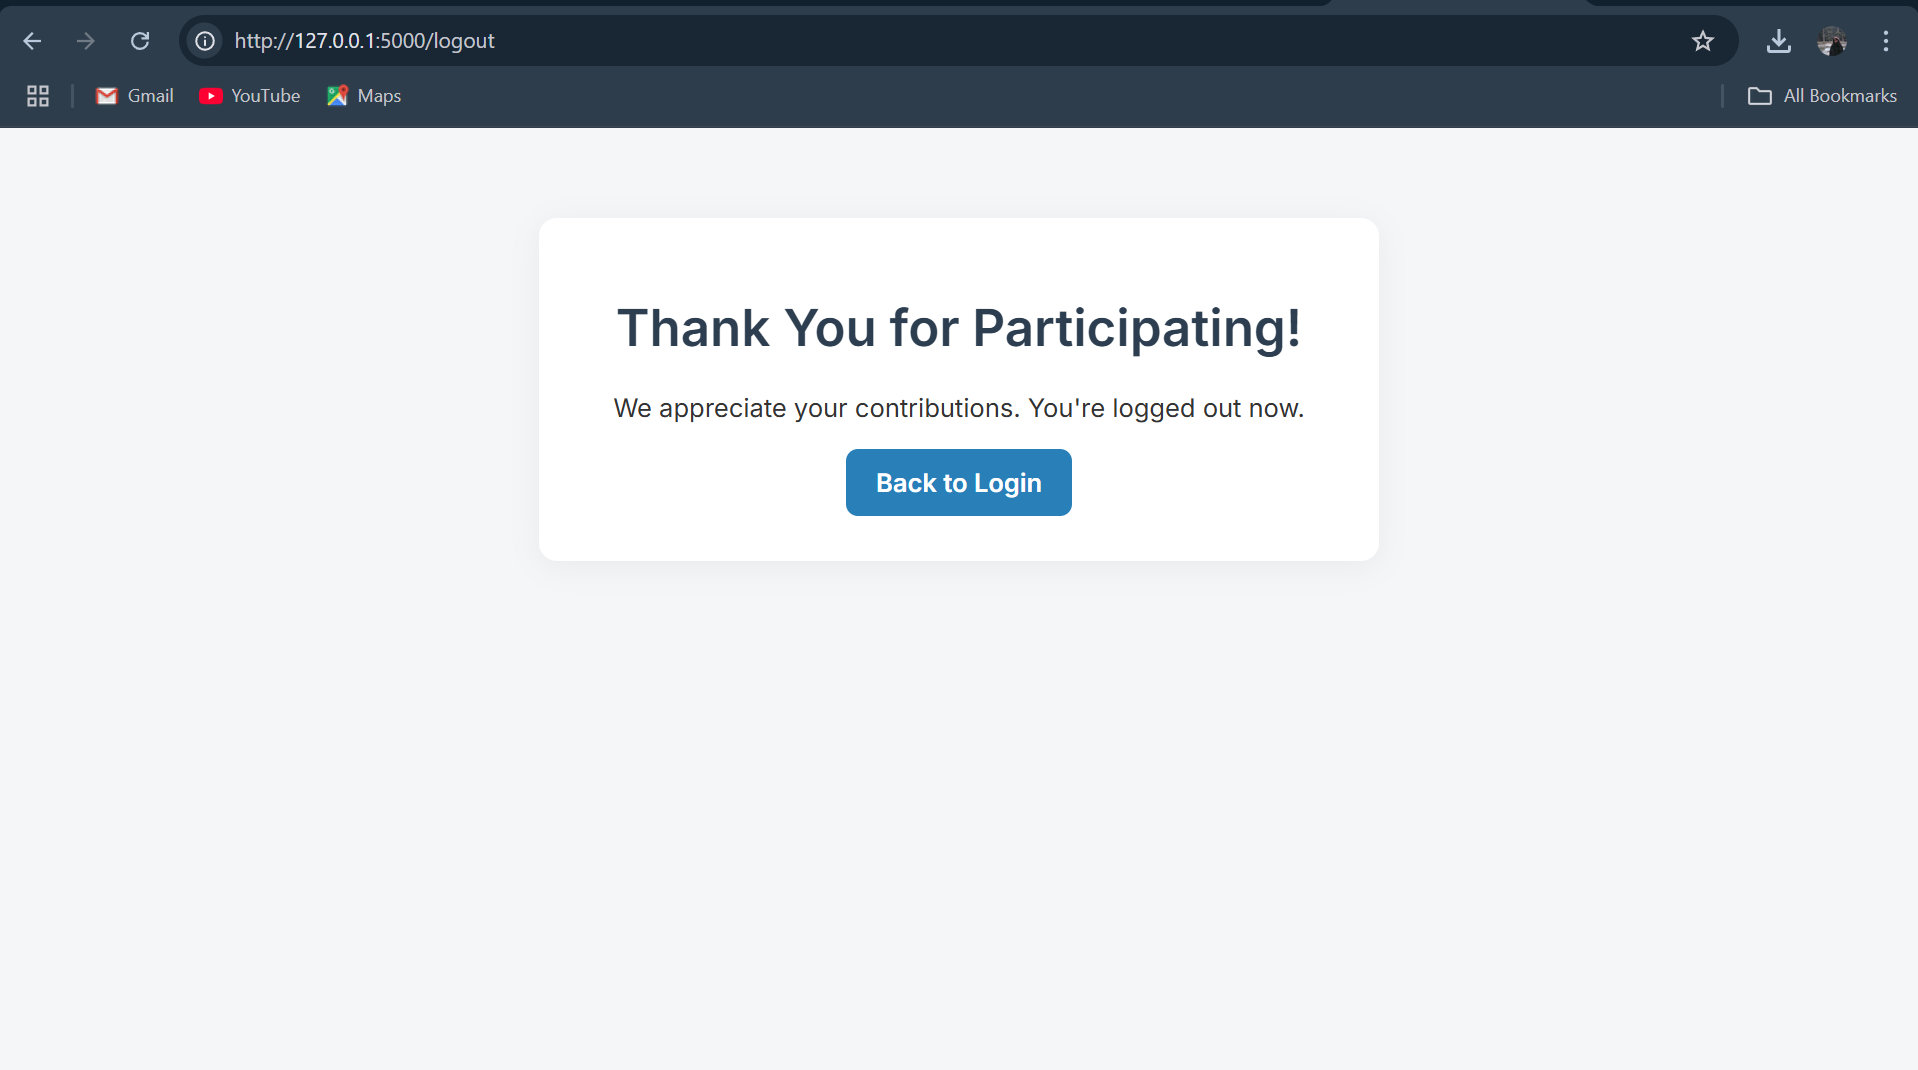 http://127.0.0.1:5000/logout
Gmail YouTube Maps All Bookmarks
Thank You for Participating!
We appreciate your contributions. You're logged out now.
Back to Login